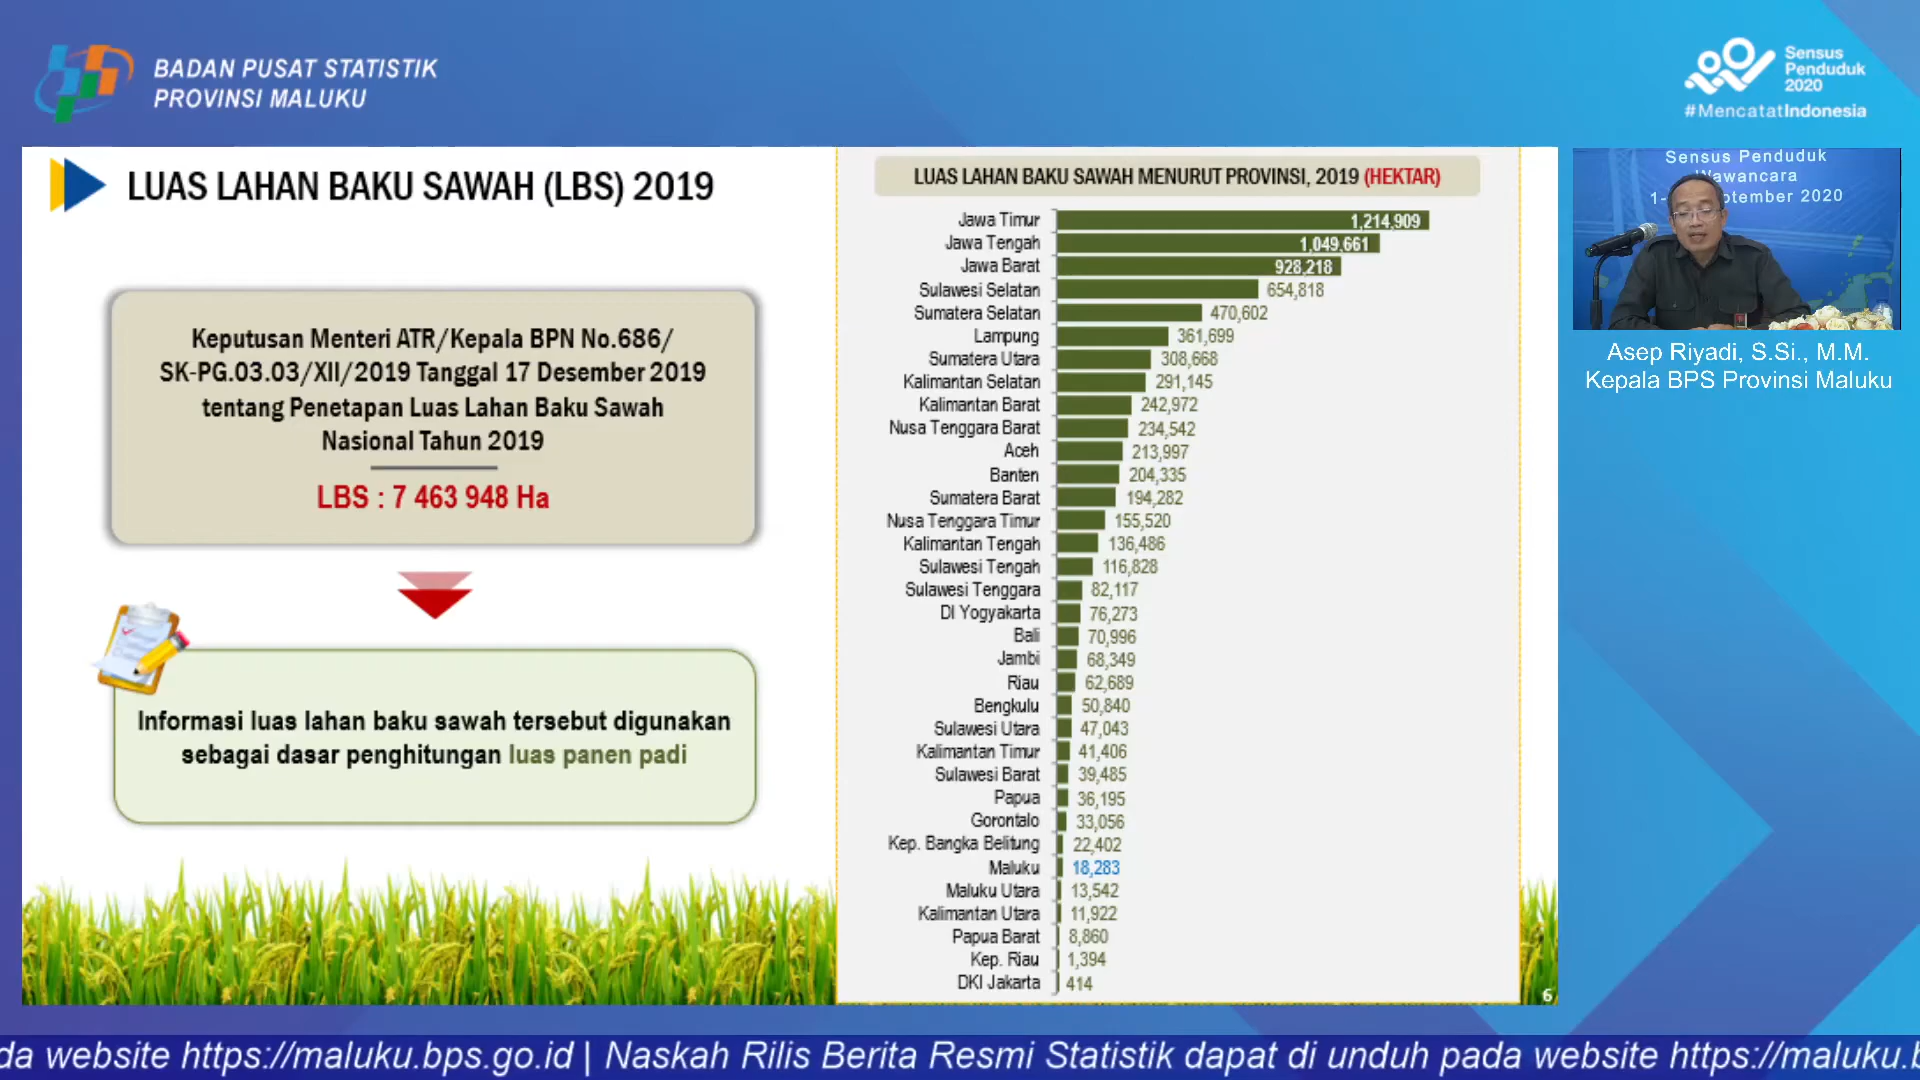 BADAN PUSAT STATISTIK
PROVINSI MALUKU
Sensus
Penduduk
2020
#MencatatIndonesia
LUAS LAHAN BAKU SAWAH (LBS) 2019
Keputusan Menteri ATR/Kepala BPN No.686/
SK-PG.03.03/XII/2019 Tanggal 17 Desember 2019
tentang Penetapan Luas Lahan Baku Sawah
Nasional Tahun 2019
LBS : 7 463 948 Ha
Informasi luas lahan baku sawah tersebut digunakan
sebagai dasar penghitungan luas panen padi
LUAS LAHAN BAKU SAWAH MENURUT PROVINSI, 2019 (HEKTAR)
Jawa Timur 1,214,909
Jawa Tengah 1,049,661
Jawa Barat 928,218
Sulawesi Selatan 654,818
Sumatera Selatan 470,602
Lampung 361,699
Sumatera Utara 308,668
Kalimantan Selatan 291,145
Kalimantan Barat 242,972
Nusa Tenggara Barat 234,542
Aceh 213,997
Banten 204,335
Sumatera Barat 194,282
Nusa Tenggara Timur 155,520
Kalimantan Tengah 136,486
Sulawesi Tengah 116,828
Sulawesi Tenggara 82,117
DI Yogyakarta 76,273
Bali 70,996
Jambi 68,349
Riau 62,689
Bengkulu 50,840
Sulawesi Utara 47,043
Kalimantan Timur 41,406
Sulawesi Barat 39,485
Papua 36,195
Gorontalo 33,056
Kep. Bangka Belitung 22,402
Maluku 18,283
Maluku Utara 13,542
Kalimantan Utara 11,922
Papua Barat 8,860
Kep. Riau 1,394
DKI Jakarta 414
6
Sensus Penduduk
Wawancara
1- tember 2020
Asep Riyadi, S.Si., M.M.
Kepala BPS Provinsi Maluku
da website https://maluku.bps.go.id | Naskah Rilis Berita Resmi Statistik dapat di unduh pada website https://maluku.b